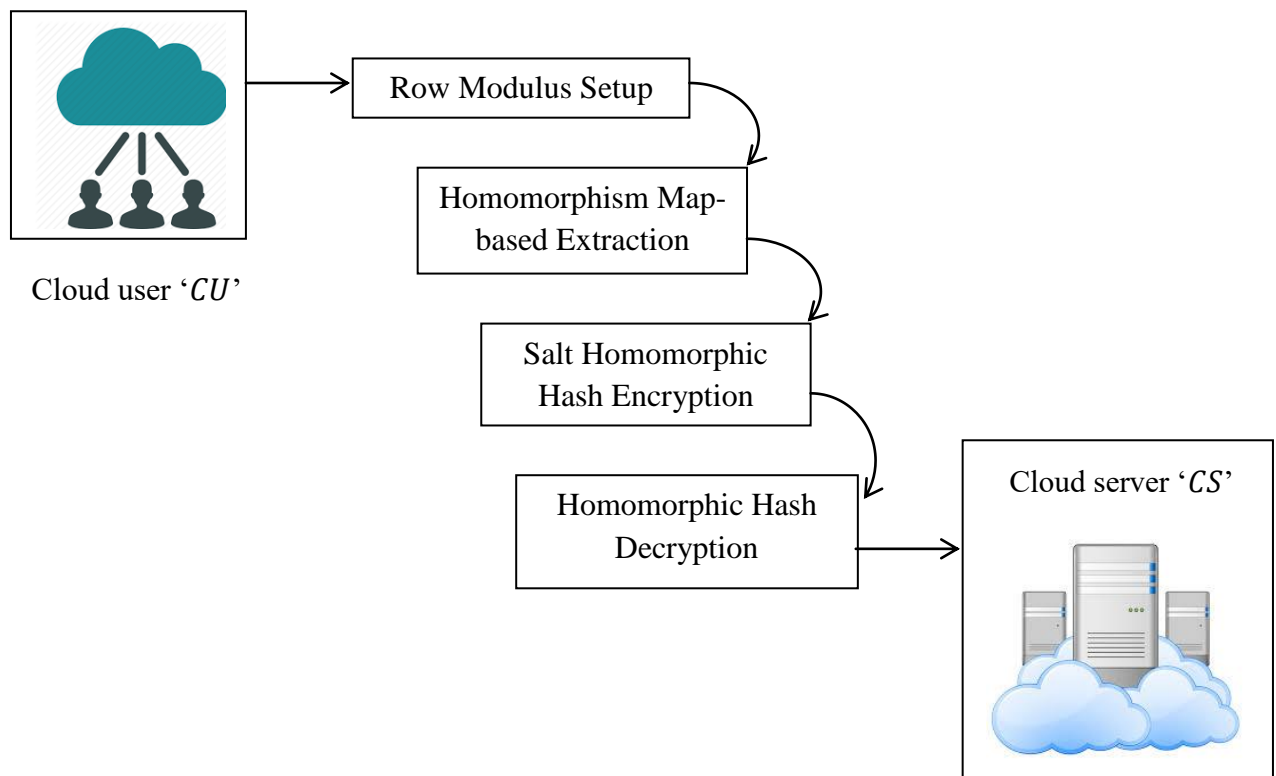 Row Modulus Setup
Homomorphism Map-
based Extraction
Cloud user ‘𝐶𝑈’
Salt Homomorphic
Hash Encryption
Homomorphic Hash
Decryption
Cloud server ‘𝐶𝑆’